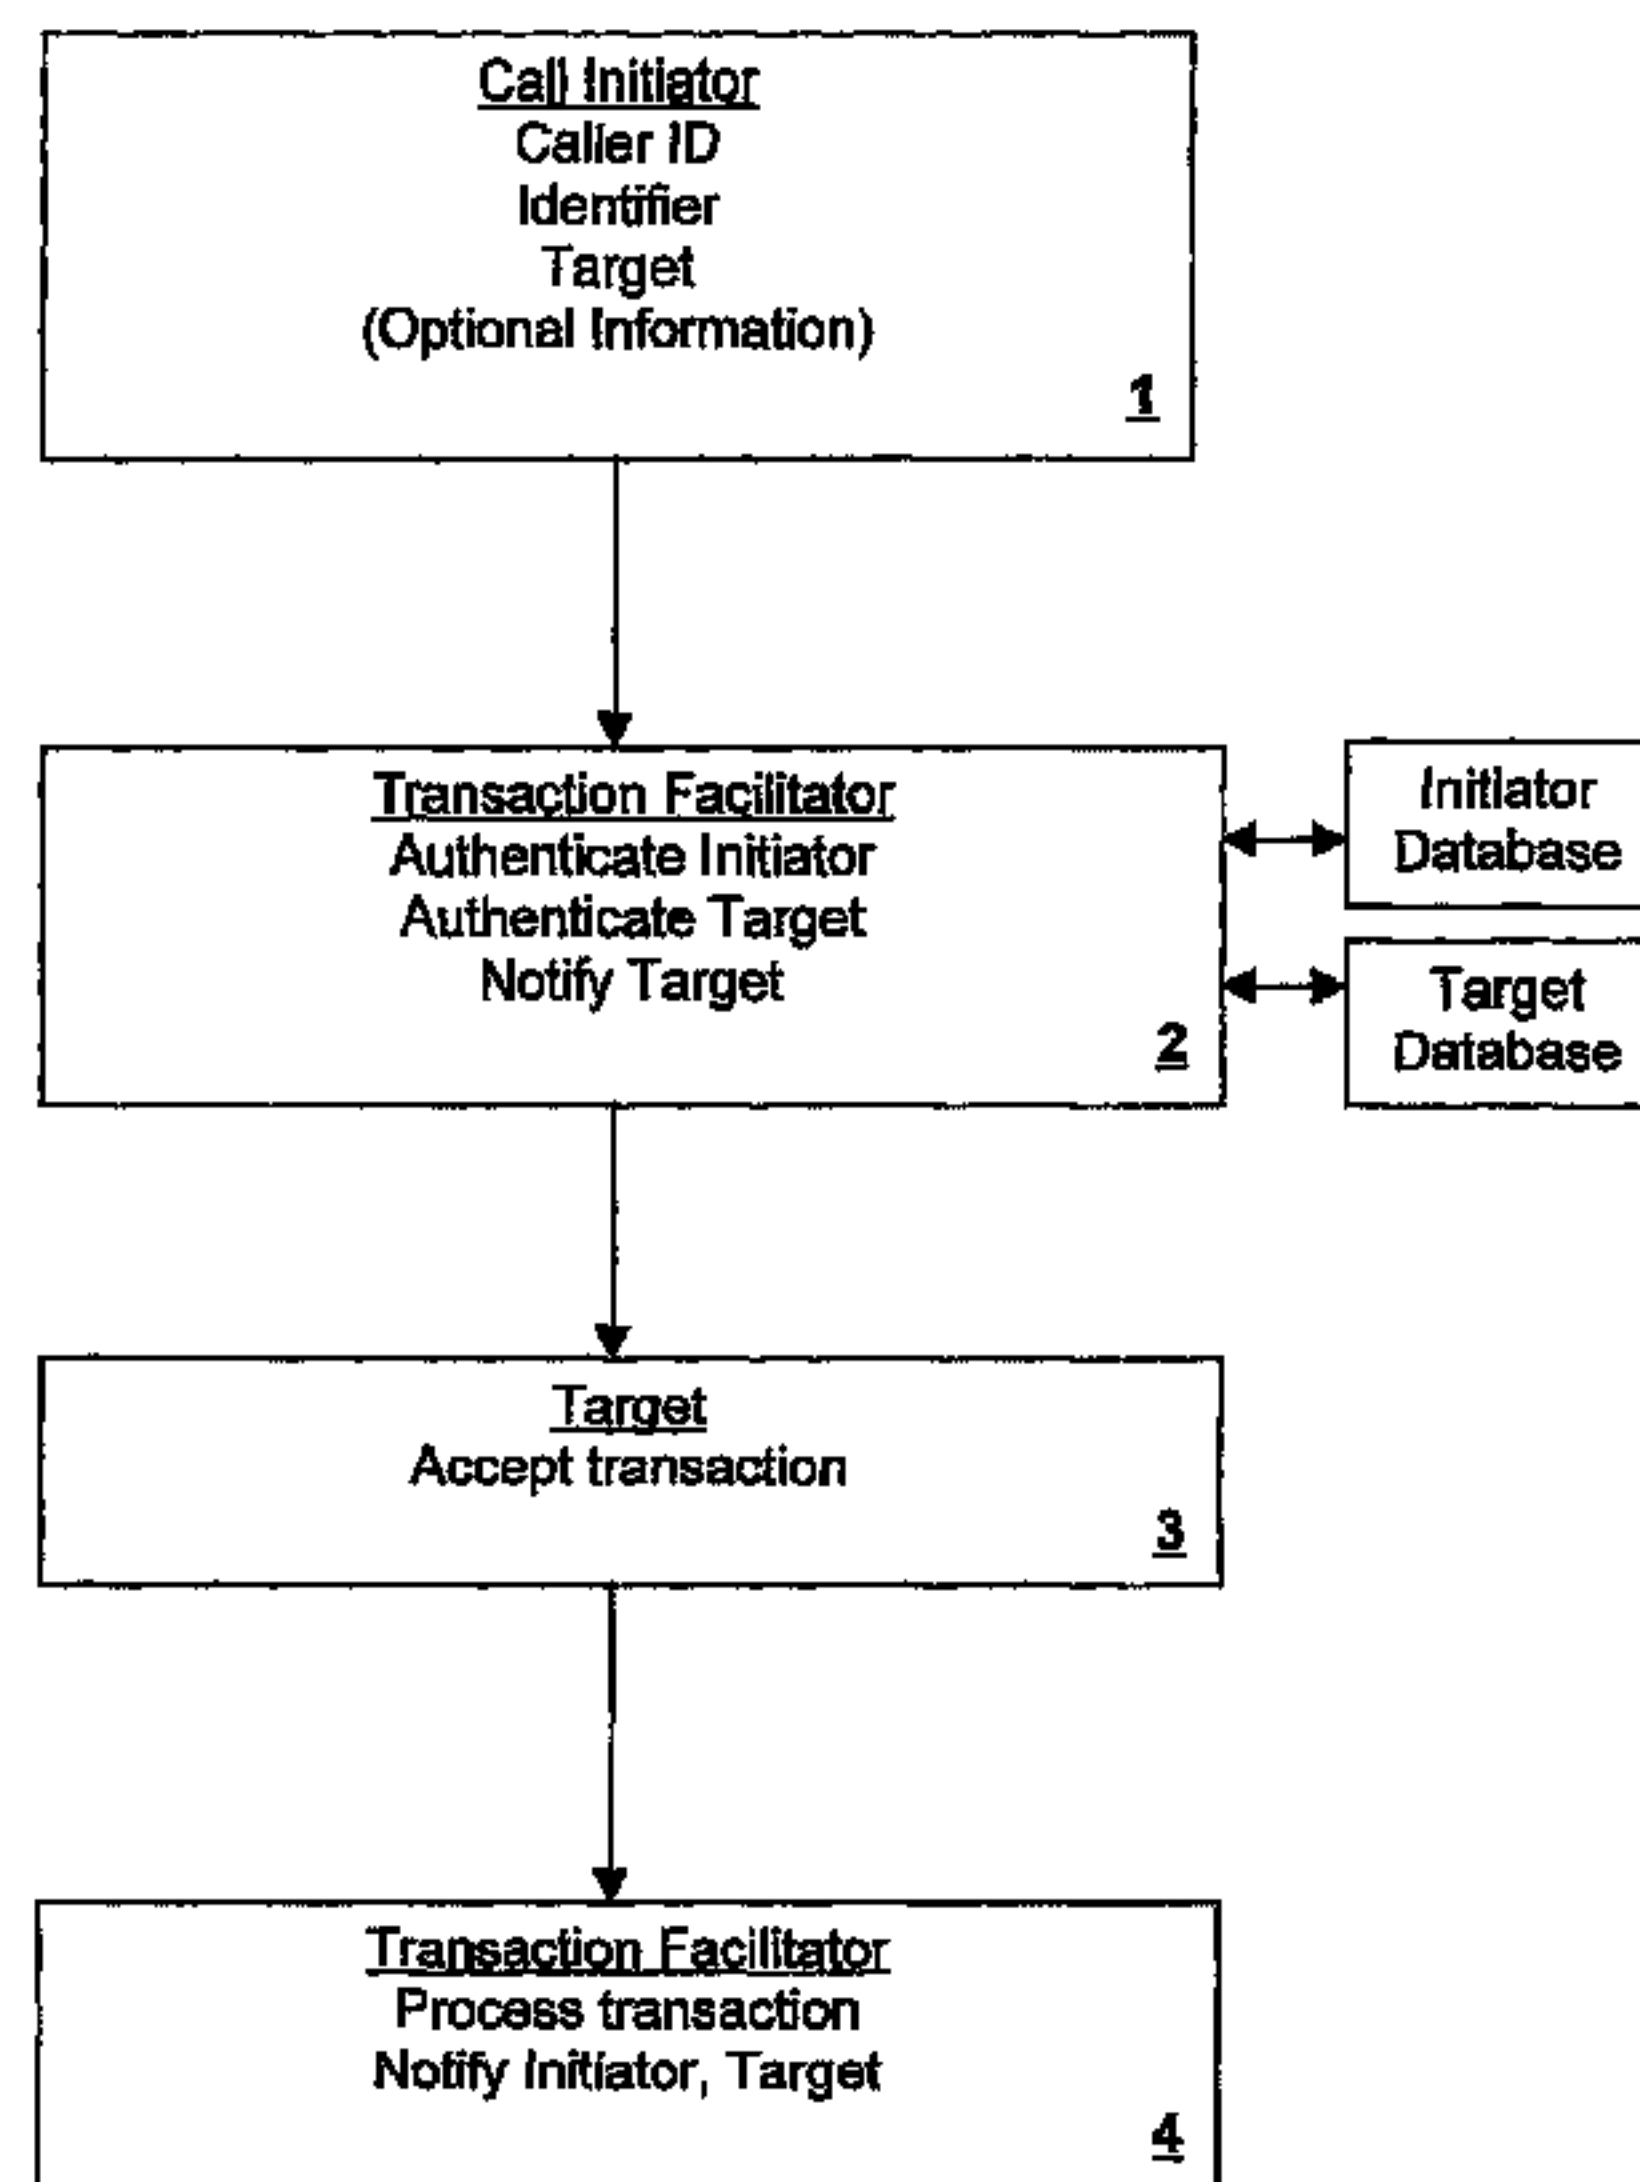 Call Initiator
Caller ID
Identifier
Target
(Optional Information)
1
Transaction Facilitator
Authenticate Initiator
Authenticate Target
Notify Target
2
Initiator
Database
Target
Database
Target
Accept transaction
3
Transaction Facilitator
Process transaction
Notify Initiator, Target
4